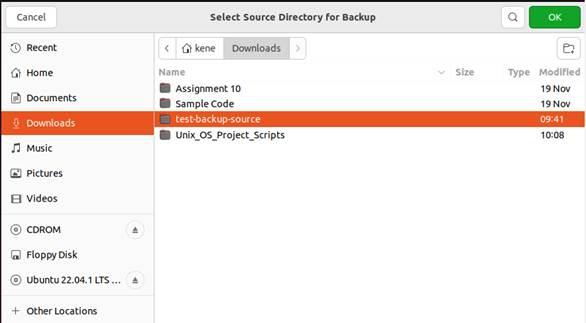 Cancel
Select Source Directory for Backup
OK
Recent
Home
Documents
Downloads
Music
Pictures
Videos
CDROM
Floppy Disk
Ubuntu 22.04.1 LTS ...
Other Locations
kene Downloads
Name Size Type Modified
Assignment 10 19 Nov
Sample Code 19 Nov
test-backup-source 09:41
Unix_OS_Project_Scripts 10:08